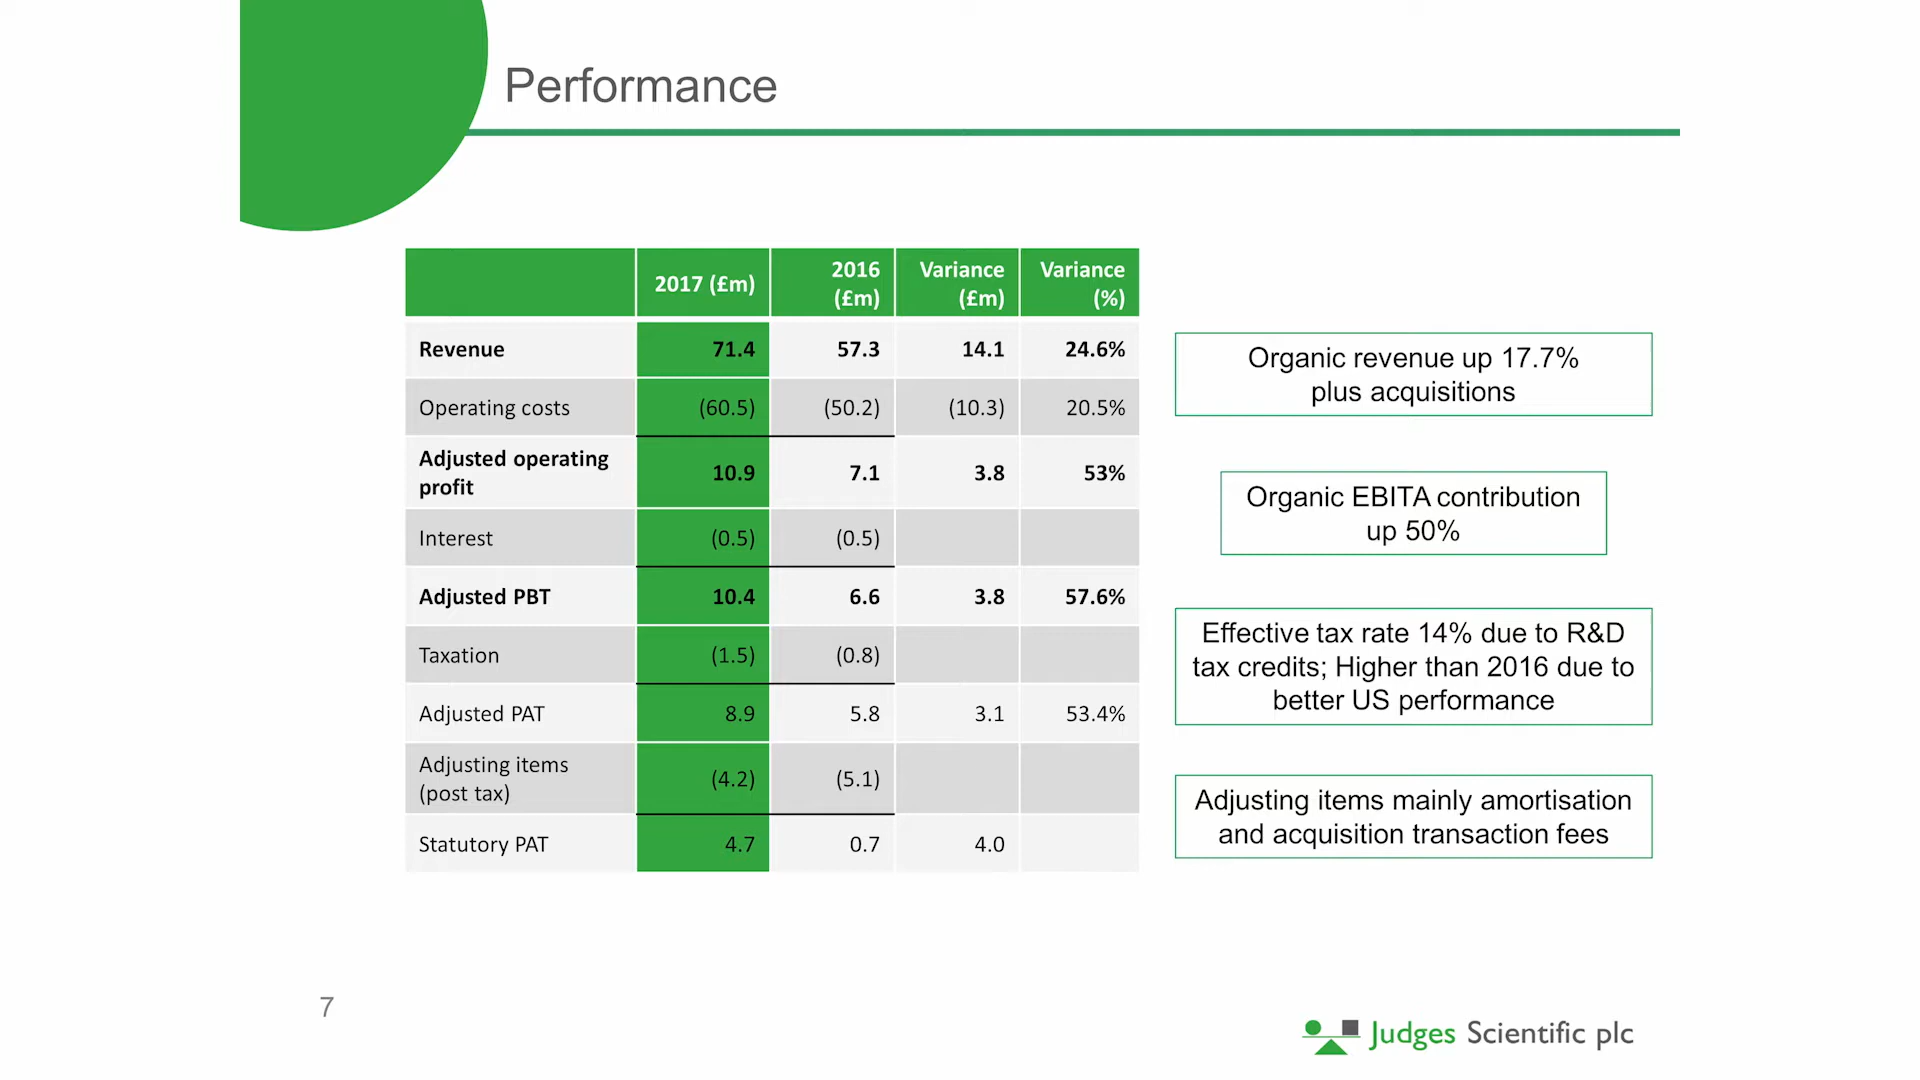 Performance
2017 (£m) 2016 (£m) Variance (£m) Variance (%)
Revenue 71.4 57.3 14.1 24.6%
Operating costs (60.5) (50.2) (10.3) 20.5%
Adjusted operating profit 10.9 7.1 3.8 53%
Interest (0.5) (0.5)
Adjusted PBT 10.4 6.6 3.8 57.6%
Taxation (1.5) (0.8)
Adjusted PAT 8.9 5.8 3.1 53.4%
Adjusting items (post tax) (4.2) (5.1)
Statutory PAT 4.7 0.7 4.0
Organic revenue up 17.7%
plus acquisitions
Organic EBITA contribution
up 50%
Effective tax rate 14% due to R&D
tax credits; Higher than 2016 due to
better US performance
Adjusting items mainly amortisation
and acquisition transaction fees
7
Judges Scientific plc